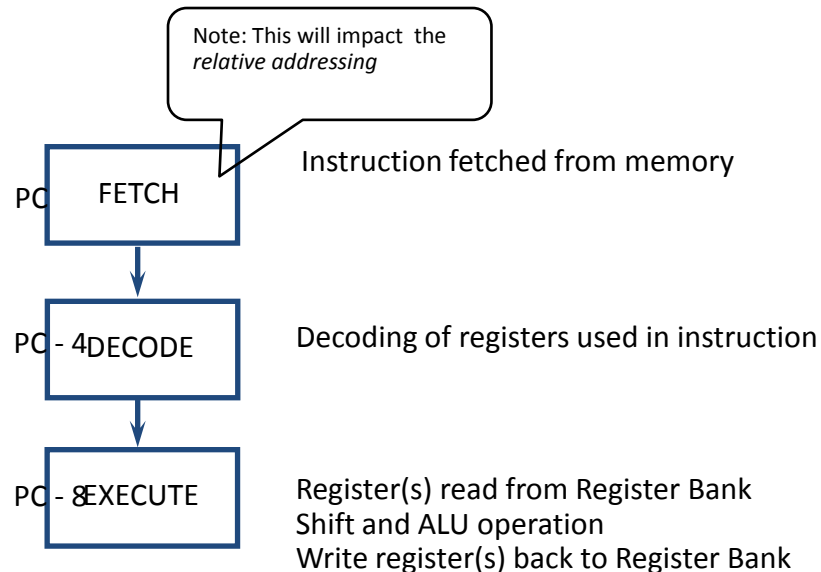 Note: This will impact the
relative addressing
Instruction fetched from memory
PC FETCH
PC - 4 DECODE
Decoding of registers used in instruction
PC - 8 EXECUTE
Register(s) read from Register Bank
Shift and ALU operation
Write register(s) back to Register Bank